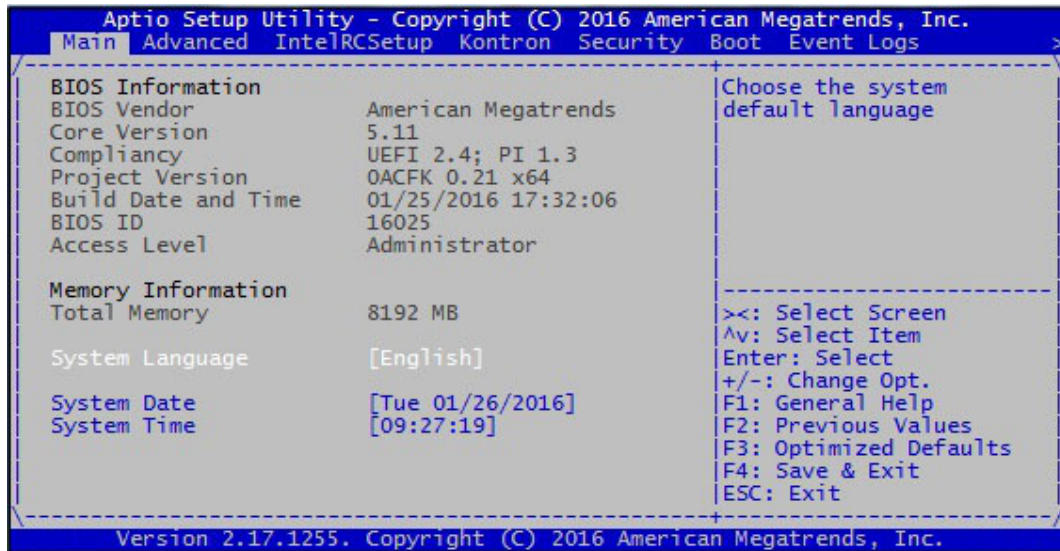 Aptio Setup Utility - Copyright (C) 2016 American Megatrends, Inc.
Main Advanced IntelRCSetup Kontron Security Boot Event Logs >
BIOS Information
BIOS Vendor American Megatrends
Core Version 5.11
Compliancy UEFI 2.4; PI 1.3
Project Version 0ACFK 0.21 x64
Build Date and Time 01/25/2016 17:32:06
BIOS ID 16025
Access Level Administrator
Memory Information
Total Memory 8192 MB
System Language [English]
System Date [Tue 01/26/2016]
System Time [09:27:19]
Choose the system
default language
><: Select Screen
^v: Select Item
Enter: Select
+/-: Change Opt.
F1: General Help
F2: Previous Values
F3: Optimized Defaults
F4: Save & Exit
ESC: Exit
Version 2.17.1255. Copyright (C) 2016 American Megatrends, Inc.